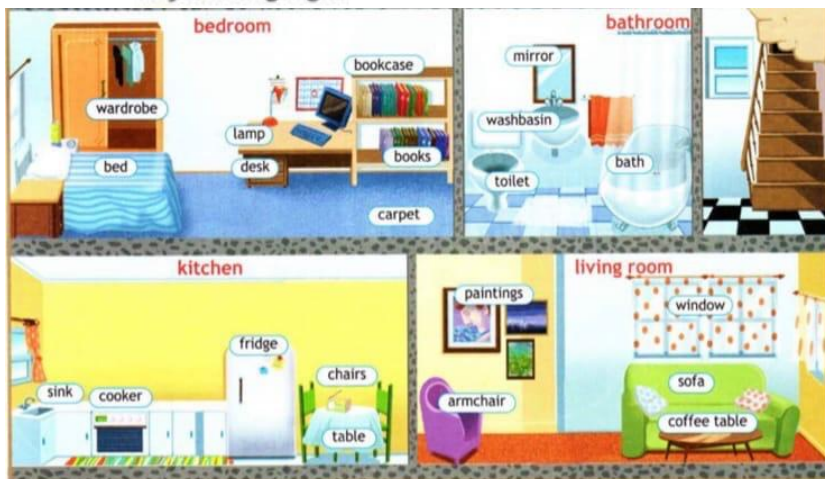 bedroom
bookcase
wardrobe
lamp
books
bed
desk
carpet
bathroom
mirror
washbasin
bath
toilet
kitchen
fridge
chairs
sink
cooker
table
living room
paintings
window
sofa
armchair
coffee table